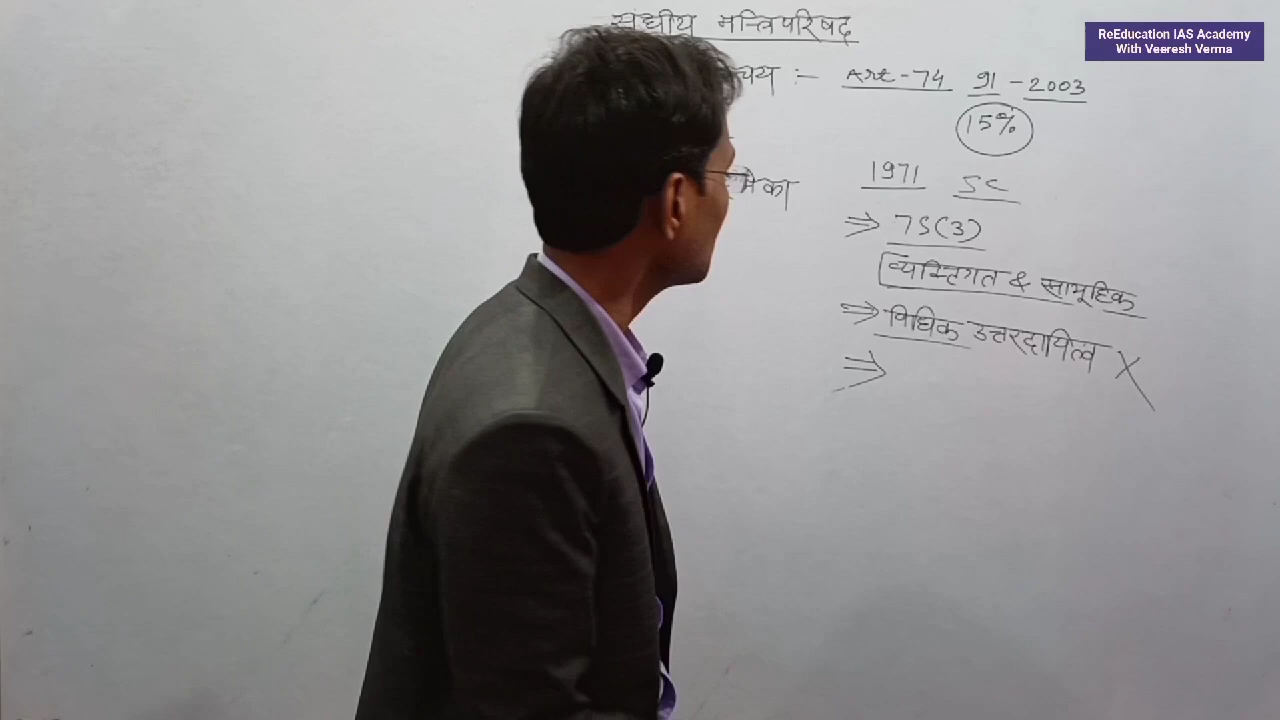 संघीय मन्त्रिपरिषद
ReEducation IAS Academy
With Veeresh Verma
चय :- Art-74 91-2003
15%
मिका 1971 SC
⇒ 75(3)
व्यक्तिगत & सामूहिक
⇒ विधिक उत्तरदायित्व X
⇒